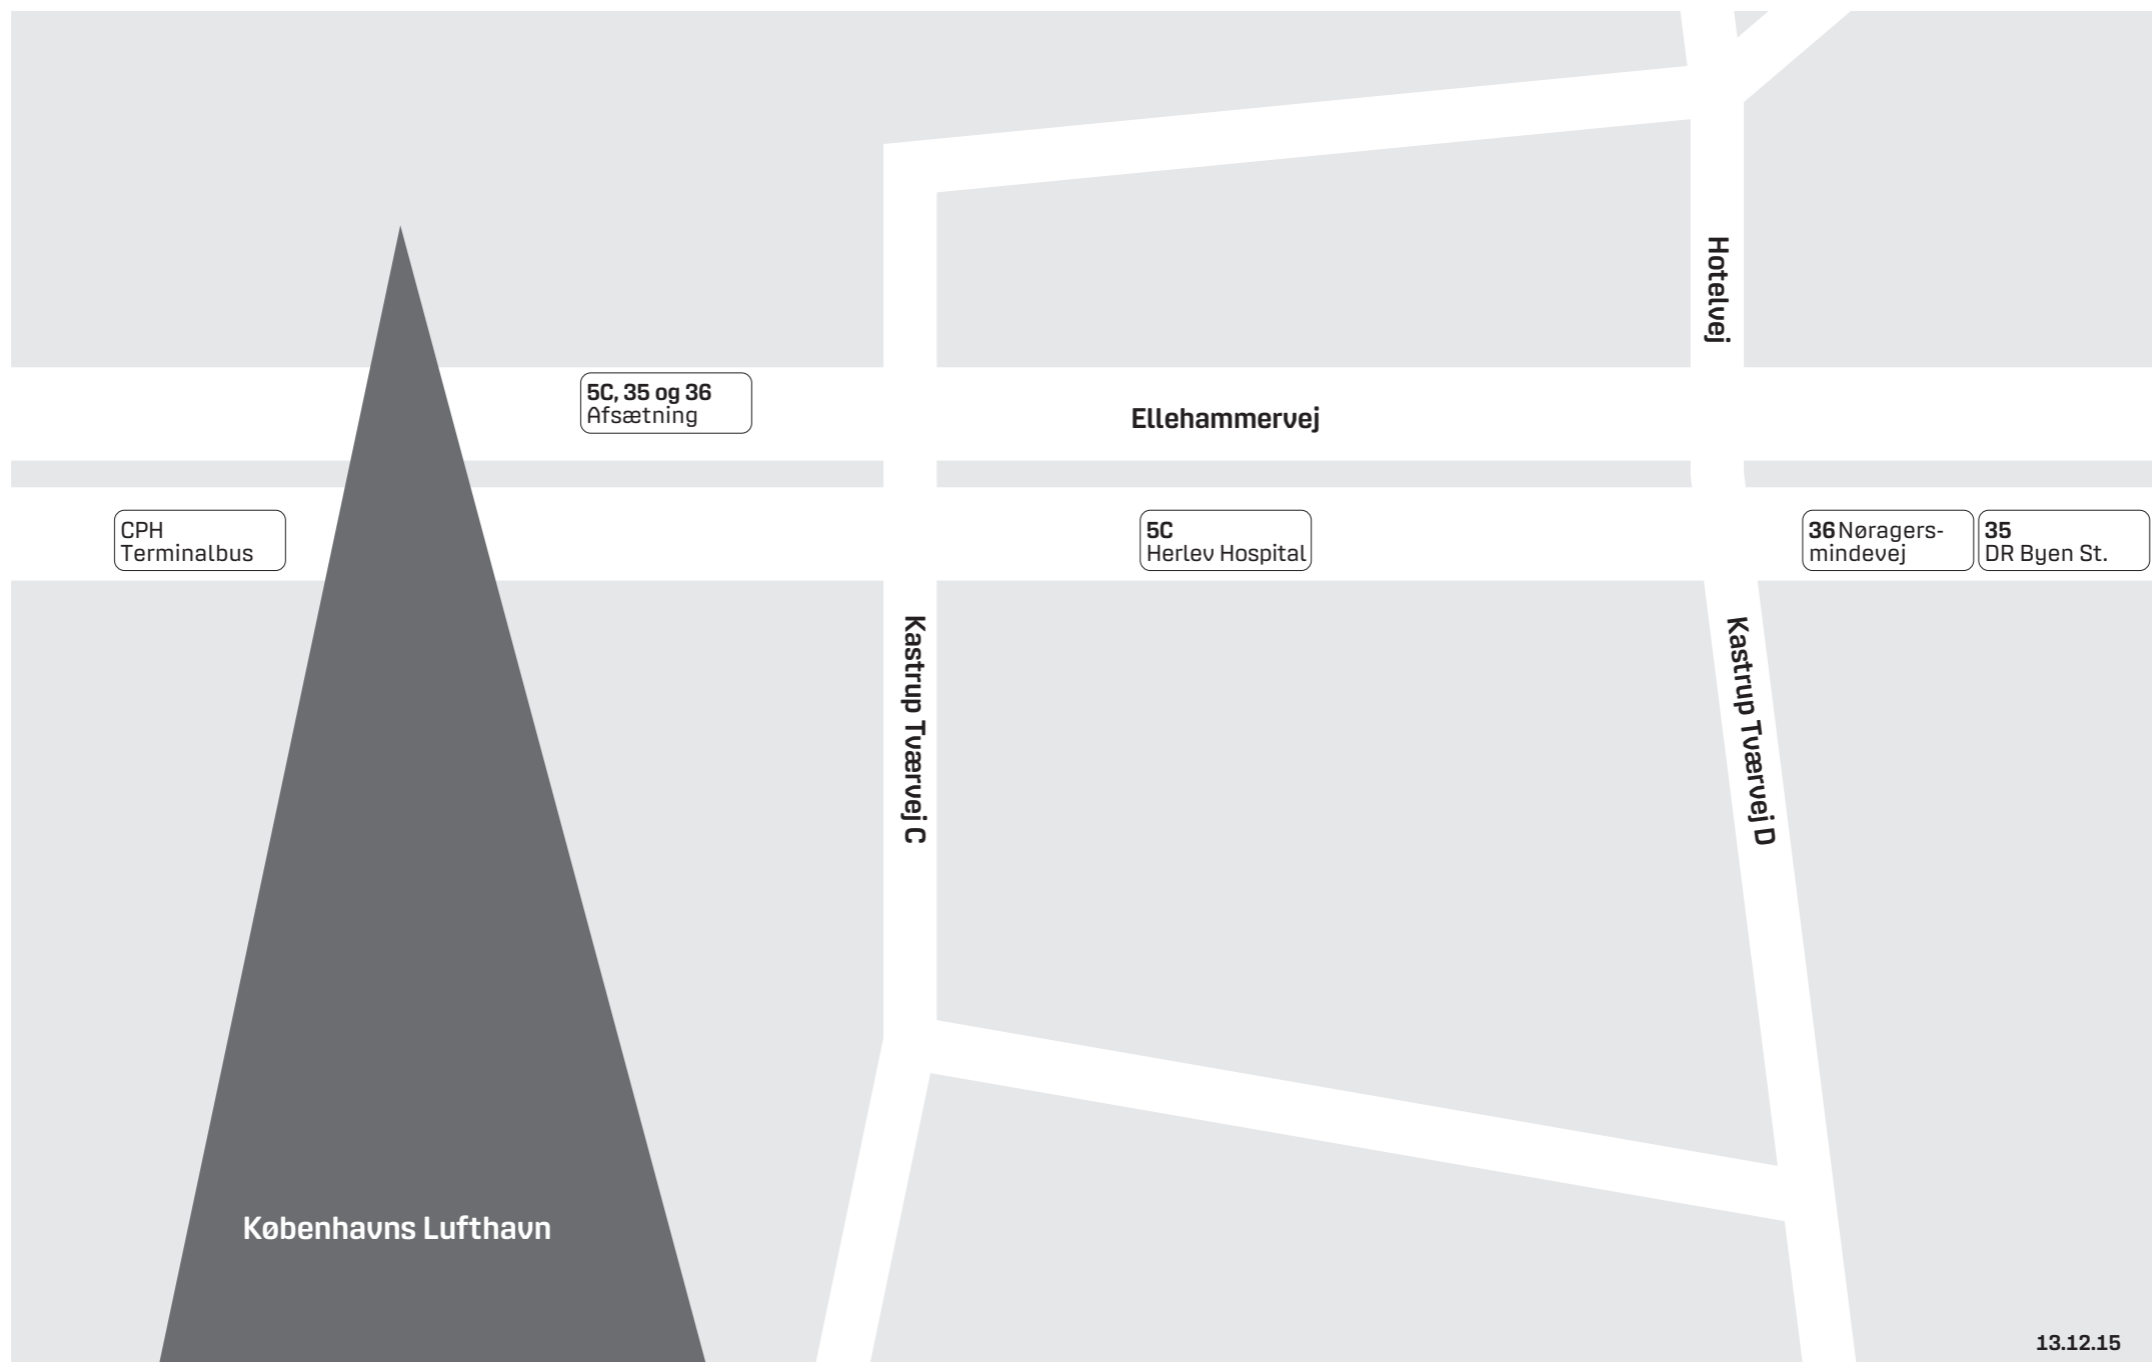 Hotelvej
5C, 35 og 36
Afsætning
Ellehammervej
CPH
Terminalbus
5C
Herlev Hospital
36 Nøragers-
mindevej
35
DR Byen St.
Kastrup Tværvej C
Kastrup Tværvej D
Københavns Lufthavn
13.12.15